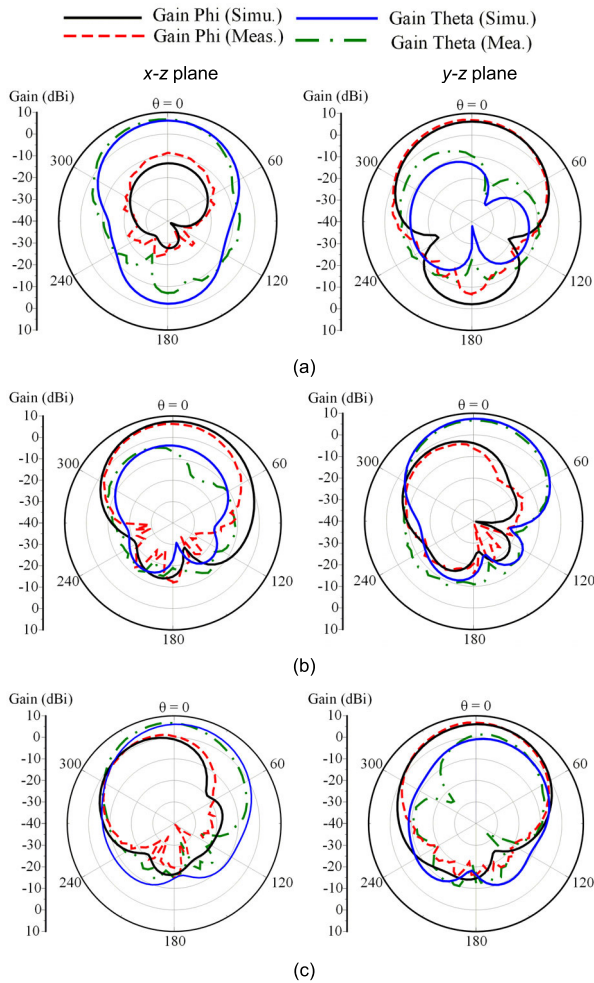 Gain Phi (Simu.) Gain Theta (Simu.)
Gain Phi (Meas.) Gain Theta (Mea.)
x-z plane y-z plane
Gain (dBi) θ = 0 Gain (dBi) θ = 0
10 10
0 0
-10 300 60 -10 300 60
-20 -20
-30 -30
-40 -40
-30 -30
-20 -20
-10 240 120 -10 240 120
0 0
10 180 10 180
(a)
Gain (dBi) θ = 0 Gain (dBi) θ = 0
10 10
0 0
-10 300 60 -10 300 60
-20 -20
-30 -30
-40 -40
-30 -30
-20 -20
-10 240 120 -10 240 120
0 0
10 180 10 180
(b)
Gain (dBi) θ = 0 Gain (dBi) θ = 0
10 10
0 0
-10 300 60 -10 300 60
-20 -20
-30 -30
-40 -40
-30 -30
-20 -20
-10 240 120 -10 240 120
0 0
10 180 10 180
(c)